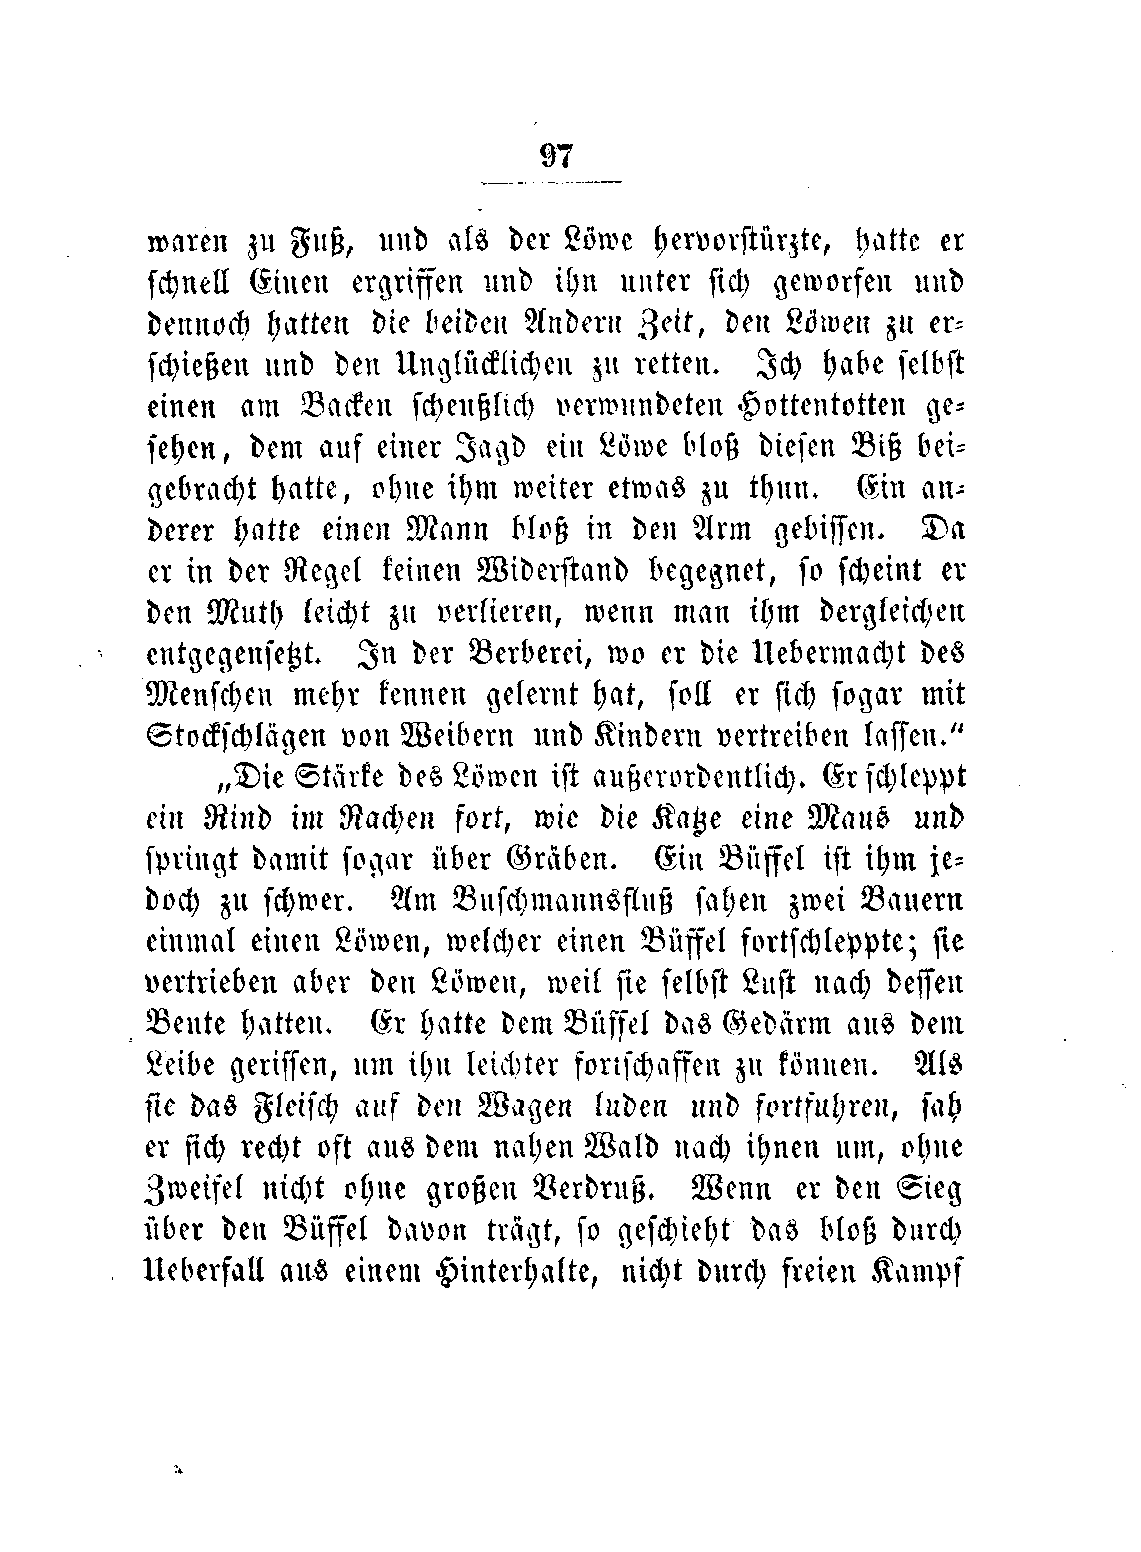 97
waren zu Fuß, und als der Löwe hervorstürzte, hatte er
schnell Einen ergriffen und ihn unter sich geworfen und
dennoch hatten die beiden Andern Zeit, den Löwen zu er-
schießen und den Unglücklichen zu retten. Ich habe selbst
einen am Backen scheußlich verwundeten Hottentotten ge-
sehen, dem auf einer Jagd ein Löwe bloß diesen Biß bei-
gebracht hatte, ohne ihm weiter etwas zu thun. Ein an-
derer hatte einen Mann bloß in den Arm gebissen. Da
er in der Regel keinen Widerstand begegnet, so scheint er
den Muth leicht zu verlieren, wenn man ihm dergleichen
entgegensetzt. In der Berberei, wo er die Uebermacht des
Menschen mehr kennen gelernt hat, soll er sich sogar mit
Stockschlägen von Weibern und Kindern vertreiben lassen.“
„Die Stärke des Löwen ist außerordentlich. Er schleppt
ein Rind im Rachen fort, wie die Katze eine Maus und
springt damit sogar über Gräben. Ein Büffel ist ihm je-
doch zu schwer. Am Buschmannsfluß sahen zwei Bauern
einmal einen Löwen, welcher einen Büffel fortschleppte; sie
vertrieben aber den Löwen, weil sie selbst Lust nach dessen
Beute hatten. Er hatte dem Büffel das Gedärm aus dem
Leibe gerissen, um ihn leichter fortschaffen zu können. Als
sie das Fleisch auf den Wagen luden und fortfuhren, sah
er sich recht oft aus dem nahen Wald nach ihnen um, ohne
Zweifel nicht ohne großen Verdruß. Wenn er den Sieg
über den Büffel davon trägt, so geschieht das bloß durch
Ueberfall aus einem Hinterhalte, nicht durch freien Kampf